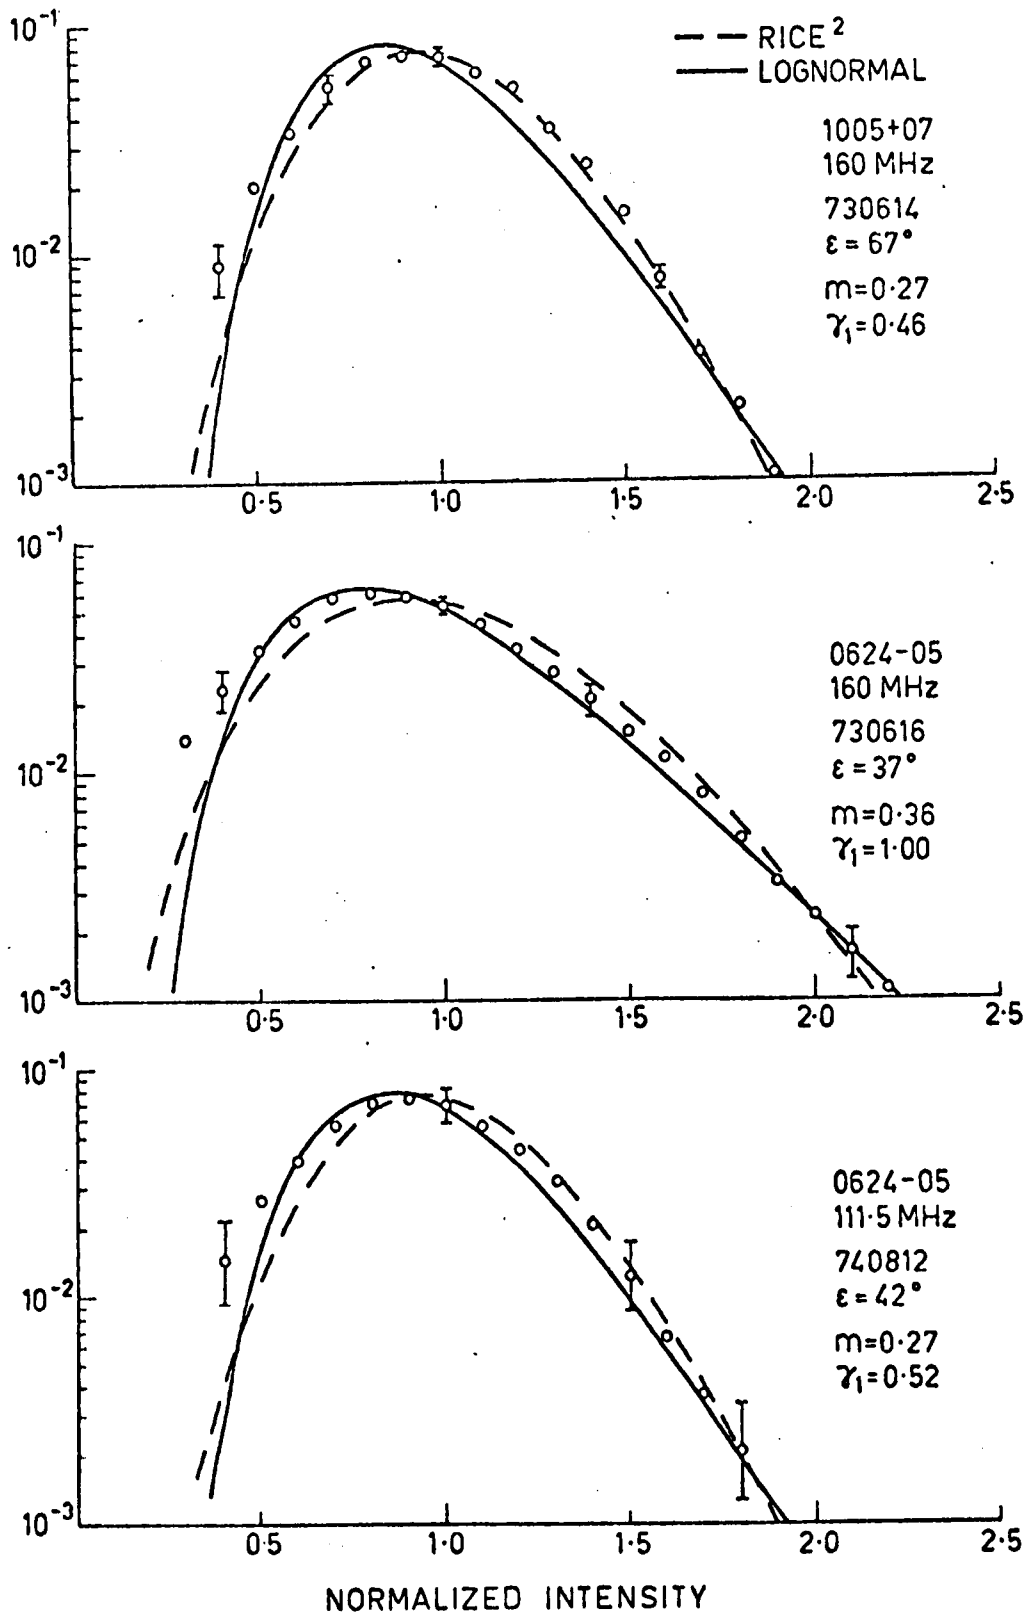 10⁻¹
10⁻²
10⁻³
0·5 1·0 1·5 2·0 2·5
RICE²
LOGNORMAL
1005+07
160 MHz
730614
ε = 67°
m=0·27
γ₁=0·46
10⁻¹
10⁻²
10⁻³
0·5 1·0 1·5 2·0 2·5
0624-05
160 MHz
730616
ε = 37°
m=0·36
γ₁=1·00
10⁻¹
10⁻²
10⁻³
0·5 1·0 1·5 2·0 2·5
0624-05
111·5 MHz
740812
ε = 42°
m=0·27
γ₁=0·52
NORMALIZED INTENSITY